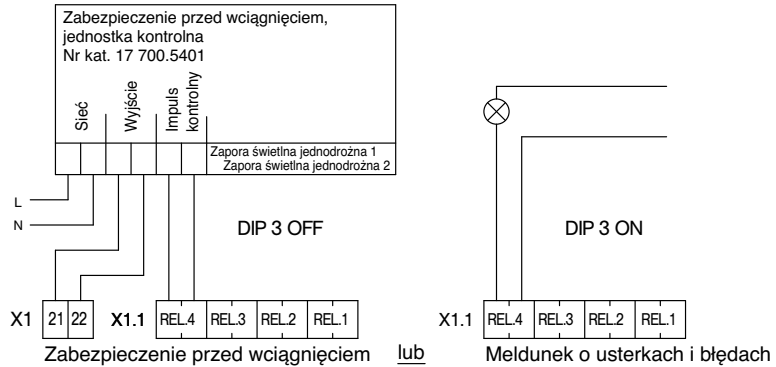 Zabezpieczenie przed wciągnięciem,
jednostka kontrolna
Nr kat. 17 700.5401
Sieć
Wyjście
Impuls
kontrolny
Zapora świetlna jednodrożna 1
Zapora świetlna jednodrożna 2
L
N
DIP 3 OFF
DIP 3 ON
X1 21 22 X1.1 REL.4 REL.3 REL.2 REL.1
X1.1 REL.4 REL.3 REL.2 REL.1
Zabezpieczenie przed wciągnięciem lub Meldunek o usterkach i błędach